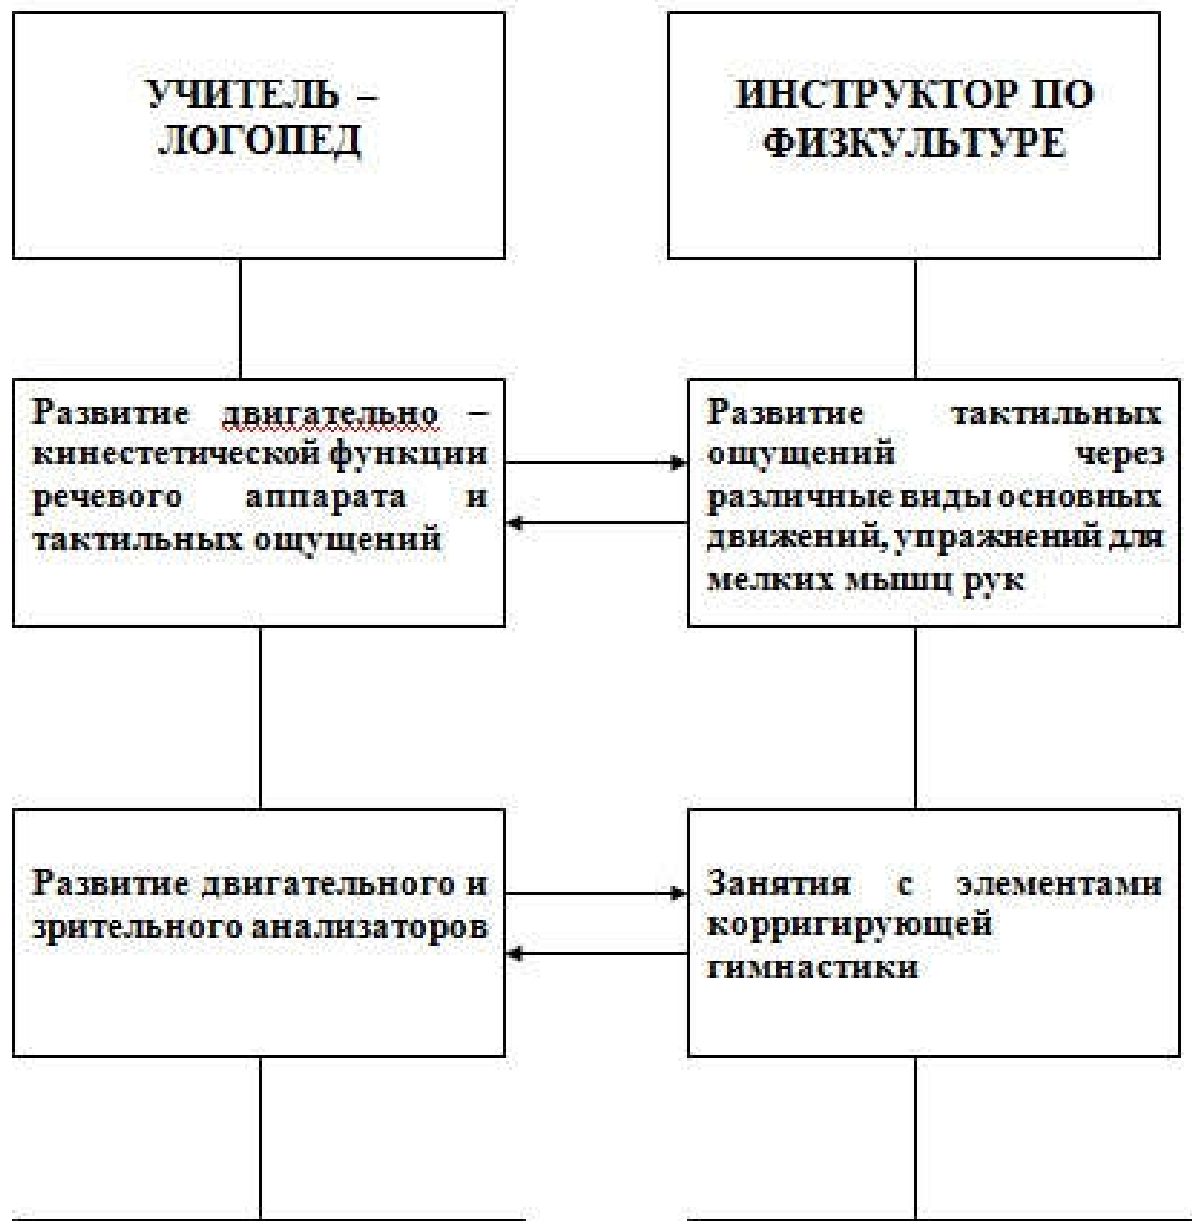 УЧИТЕЛЬ –
ЛОГОПЕД
ИНСТРУКТОР ПО
ФИЗКУЛЬТУРЕ
Развитие двигательно –
кинестетической функции
речевого аппарата и
тактильных ощущений
Развитие тактильных
ощущений через
различные виды основных
движений, упражнений для
мелких мышц рук
Развитие двигательного и
зрительного анализаторов
Занятия с элементами
корригирующей
гимнастики